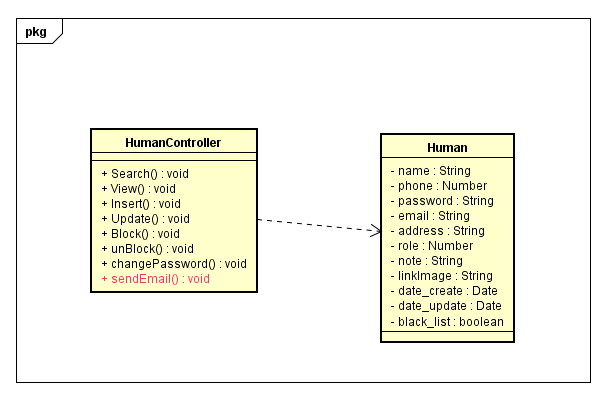 pkg
HumanController
+ Search() : void
+ View() : void
+ Insert() : void
+ Update() : void
+ Block() : void
+ unBlock() : void
+ changePassword() : void
+ sendEmail() : void
Human
- name : String
- phone : Number
- password : String
- email : String
- address : String
- role : Number
- note : String
- linkImage : String
- date_create : Date
- date_update : Date
- black_list : boolean